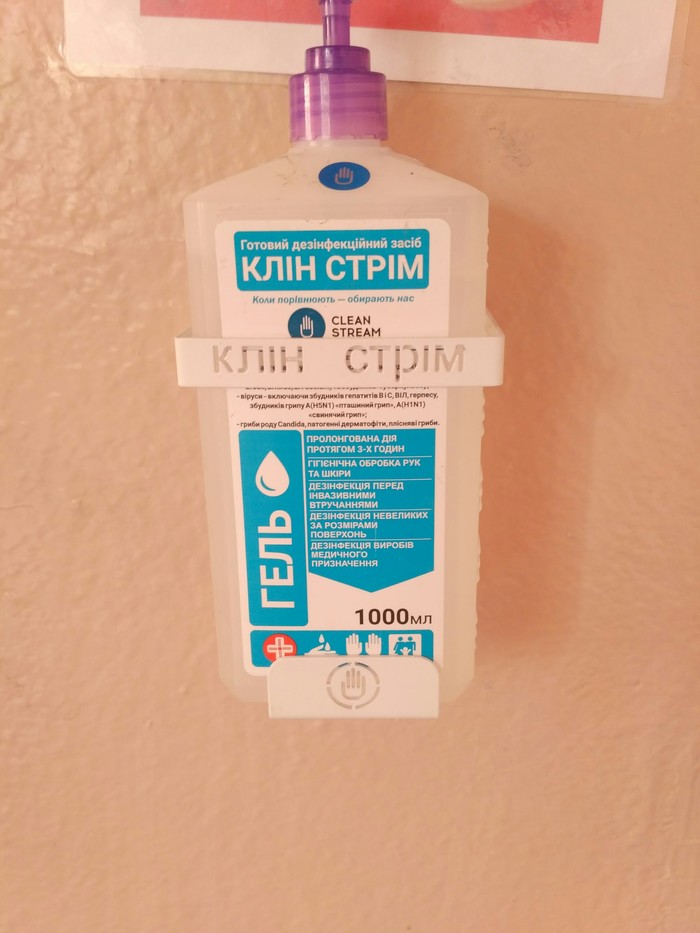 Готовий дезінфекційний засіб
КЛІН СТРІМ
Коли порівнюють — обирають нас
CLEAN
STREAM
клін стрім
- віруси - включаючи збудників гепатитів В і С, ВІЛ, герпесу,
збудників грипу А(H5N1) «пташиний грип», А(H1N1)
«свинячий грип»;
- гриби роду Candida, патогенні дерматофіти, плісняві гриби.
ГЕЛЬ
ПРОЛОНГОВАНА ДІЯ
ПРОТЯГОМ 3-Х ГОДИН
ГІГІЄНІЧНА ОБРОБКА РУК
ТА ШКІРИ
ДЕЗІНФЕКЦІЯ ПЕРЕД
ІНВАЗИВНИМИ
ВТРУЧАННЯМИ
ДЕЗІНФЕКЦІЯ НЕВЕЛИКИХ
ЗА РОЗМІРАМИ
ПОВЕРХОНЬ
ДЕЗІНФЕКЦІЯ ВИРОБІВ
МЕДИЧНОГО
ПРИЗНАЧЕННЯ
1000мл